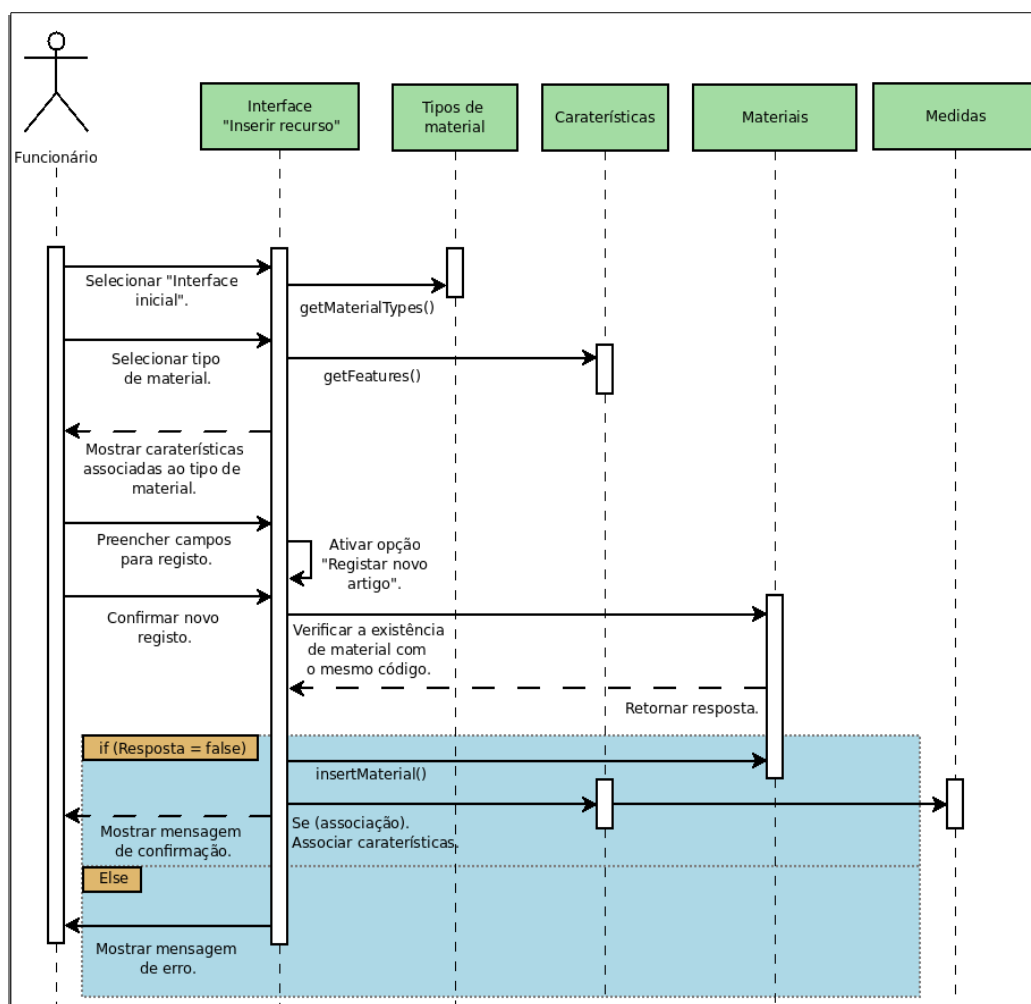 Funcionário
Interface
"Inserir recurso"
Tipos de
material
Caraterísticas
Materiais
Medidas
Selecionar "Interface
inicial".
getMaterialTypes()
Selecionar tipo
de material.
getFeatures()
Mostrar caraterísticas
associadas ao tipo de
material.
Preencher campos
para registo.
Ativar opção
"Registar novo
artigo".
Confirmar novo
registo.
Verificar a existência
de material com
o mesmo código.
Retornar resposta.
if (Resposta = false)
insertMaterial()
Mostrar mensagem
de confirmação.
Se (associação).
Associar caraterísticas.
Else
Mostrar mensagem
de erro.